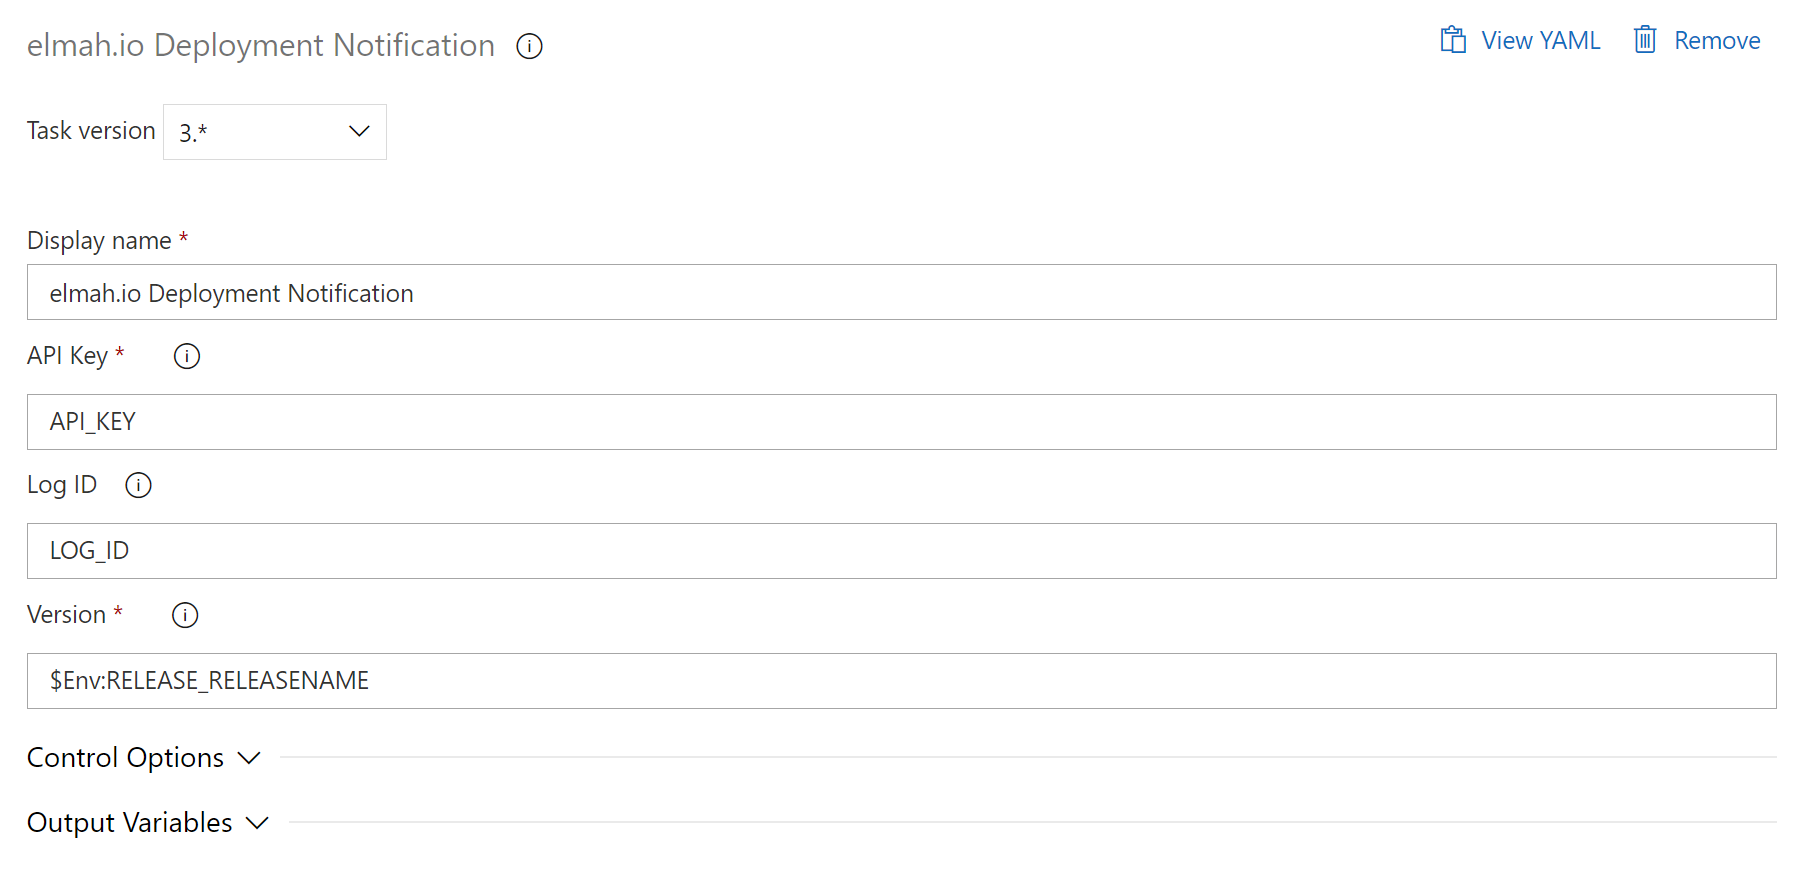 elmah.io Deployment Notification
View YAML
Remove
Task version 3.*
Display name *
elmah.io Deployment Notification
API Key *
API_KEY
Log ID
LOG_ID
Version *
$Env:RELEASE_RELEASENAME
Control Options
Output Variables